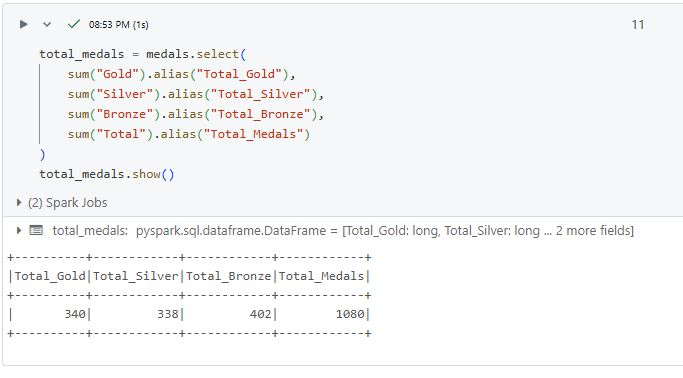 08:53 PM (1s) 11
total_medals = medals.select(
    sum("Gold").alias("Total_Gold"),
    sum("Silver").alias("Total_Silver"),
    sum("Bronze").alias("Total_Bronze"),
    sum("Total").alias("Total_Medals")
)
total_medals.show()
(2) Spark Jobs
total_medals: pyspark.sql.dataframe.DataFrame = [Total_Gold: long, Total_Silver: long ... 2 more fields]
+----------+------------+------------+------------+
|Total_Gold|Total_Silver|Total_Bronze|Total_Medals|
+----------+------------+------------+------------+
|       340|         338|         402|        1080|
+----------+------------+------------+------------+